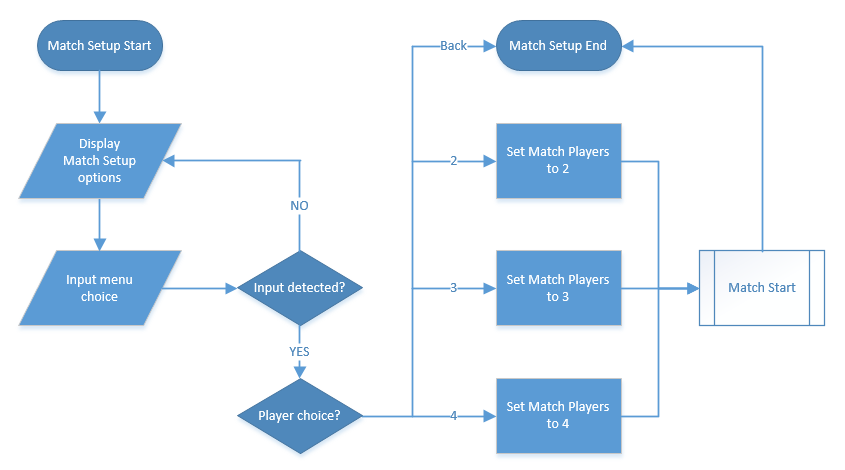 Match Setup Start
Display
Match Setup
options
Input menu
choice
Input detected?
NO
YES
Player choice?
Back
Match Setup End
2
Set Match Players
to 2
3
Set Match Players
to 3
4
Set Match Players
to 4
Match Start